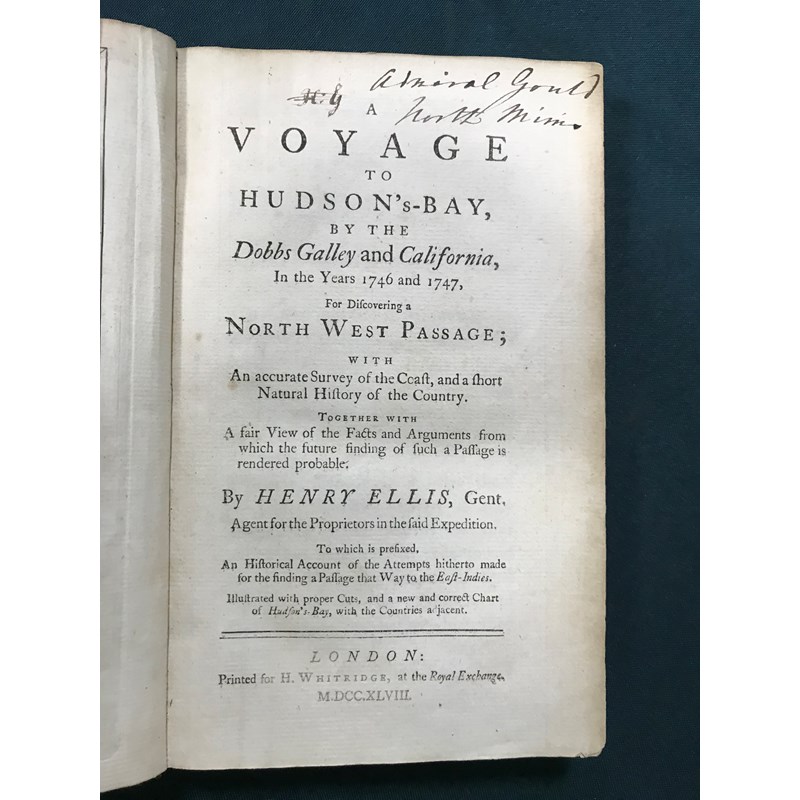 Admiral Gould
North Mims
A
VOYAGE
TO
HUDSON's-BAY,
BY THE
Dobbs Galley and California,
In the Years 1746 and 1747,
For Diſcovering a
NORTH WEST PASSAGE;
WITH
An accurate Survey of the Coaſt, and a ſhort
Natural Hiſtory of the Country.
TOGETHER WITH
A fair View of the Facts and Arguments from
which the future finding of ſuch a Paſſage is
rendered probable.
By HENRY ELLIS, Gent.
Agent for the Proprietors in the ſaid Expedition.
To which is prefixed,
An Hiſtorical Account of the Attempts hitherto made
for the finding a Paſſage that Way to the Eaſt-Indies.
Illuſtrated with proper Cuts, and a new and correct Chart
of Hudſon's-Bay, with the Countries adjacent.
LONDON:
Printed for H. WHITRIDGE, at the Royal Exchange.
M.DCC.XLVIII.